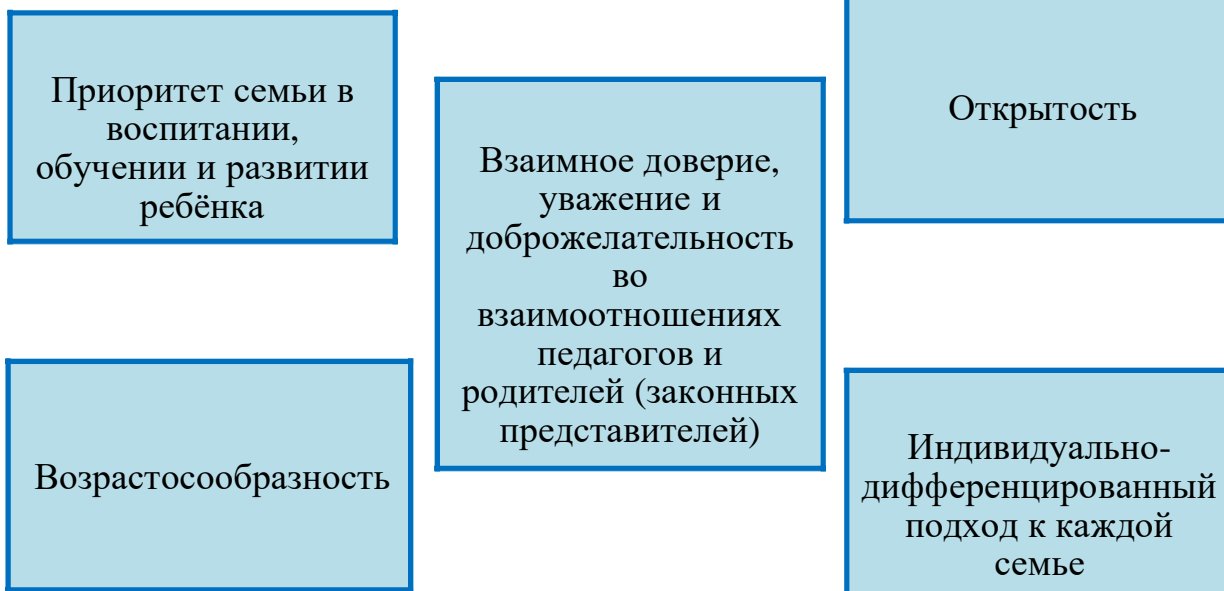 Приоритет семьи в
воспитании,
обучении и развитии
ребёнка
Взаимное доверие,
уважение и
доброжелательность
во
взаимоотношениях
педагогов и
родителей (законных
представителей)
Открытость
Возрастосообразность
Индивидуально-
дифференцированный
подход к каждой
семье